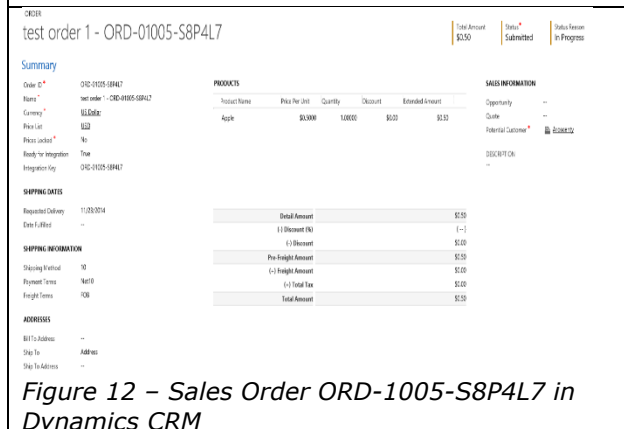 ORDER
test order 1 - ORD-01005-S8P4L7
Total Amount
$0.50
Status*
Submitted
Status Reason
In Progress
Summary
Order ID * ORD-01005-S8P4L7
Name * test order 1 - ORD-01005-S8P4L7
Currency * US Dollar
Price List USD
Prices Locked * No
Ready for Integration True
Integration Key ORD-01005-S8P4L7
SHIPPING DATES
Requested Delivery
Date Fulfilled --
SHIPPING INFORMATION
Shipping Method 10
Payment Terms Net10
Freight Terms FOB
ADDRESSES
Bill To Address --
Ship To Address
Ship To Address --
PRODUCTS
Product Name Price Per Unit Quantity Discount Extended Amount
Apple $0.5000 1.00000 $0.00 $0.50
Detail Amount $0.50
(-) Discount (%) ( -- )
(-) Discount $0.00
Pre-Freight Amount $0.50
(+) Freight Amount $0.00
(+) Total Tax $0.00
Total Amount $0.50
SALES INFORMATION
Opportunity --
Quote --
Potential Customer *
DESCRIPTION
--
Figure 12 – Sales Order ORD-1005-S8P4L7 in
Dynamics CRM